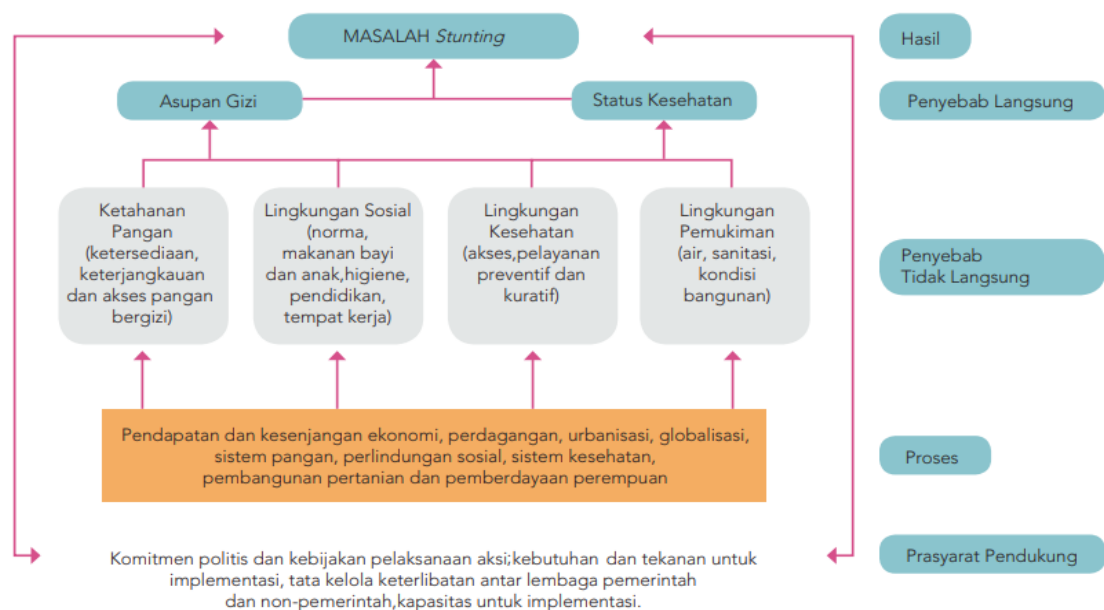 MASALAH Stunting
Hasil
Asupan Gizi
Status Kesehatan
Penyebab Langsung
Ketahanan
Pangan
(ketersediaan,
keterjangkauan
dan akses pangan
bergizi)
Lingkungan Sosial
(norma,
makanan bayi
dan anak,higiene,
pendidikan,
tempat kerja)
Lingkungan
Kesehatan
(akses,pelayanan
preventif dan
kuratif)
Lingkungan
Pemukiman
(air, sanitasi,
kondisi
bangunan)
Penyebab
Tidak Langsung
Pendapatan dan kesenjangan ekonomi, perdagangan, urbanisasi, globalisasi,
sistem pangan, perlindungan sosial, sistem kesehatan,
pembangunan pertanian dan pemberdayaan perempuan
Proses
Komitmen politis dan kebijakan pelaksanaan aksi;kebutuhan dan tekanan untuk
implementasi, tata kelola keterlibatan antar lembaga pemerintah
dan non-pemerintah,kapasitas untuk implementasi.
Prasyarat Pendukung